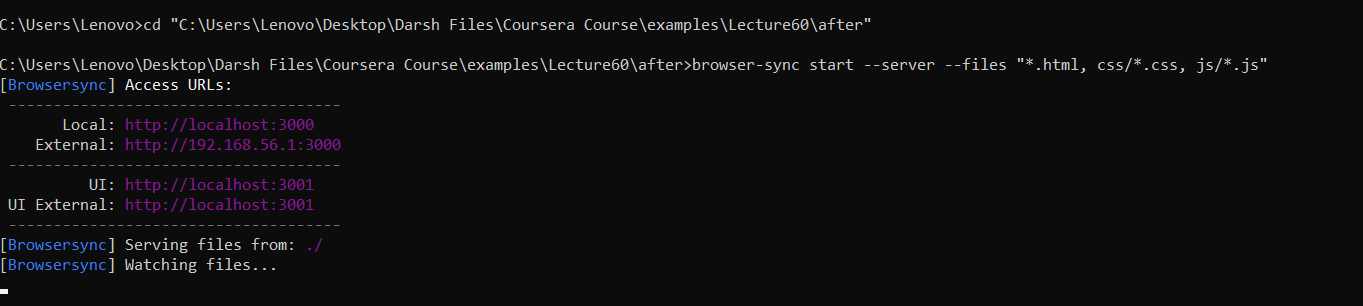 C:\Users\Lenovo>cd "C:\Users\Lenovo\Desktop\Darsh Files\Coursera Course\examples\Lecture60\after"
C:\Users\Lenovo\Desktop\Darsh Files\Coursera Course\examples\Lecture60\after>browser-sync start --server --files "*.html, css/*.css, js/*.js"
[Browsersync] Access URLs:
-------------------------------------
Local: http://localhost:3000
External: http://192.168.56.1:3000
-------------------------------------
UI: http://localhost:3001
UI External: http://localhost:3001
-------------------------------------
[Browsersync] Serving files from: ./
[Browsersync] Watching files...